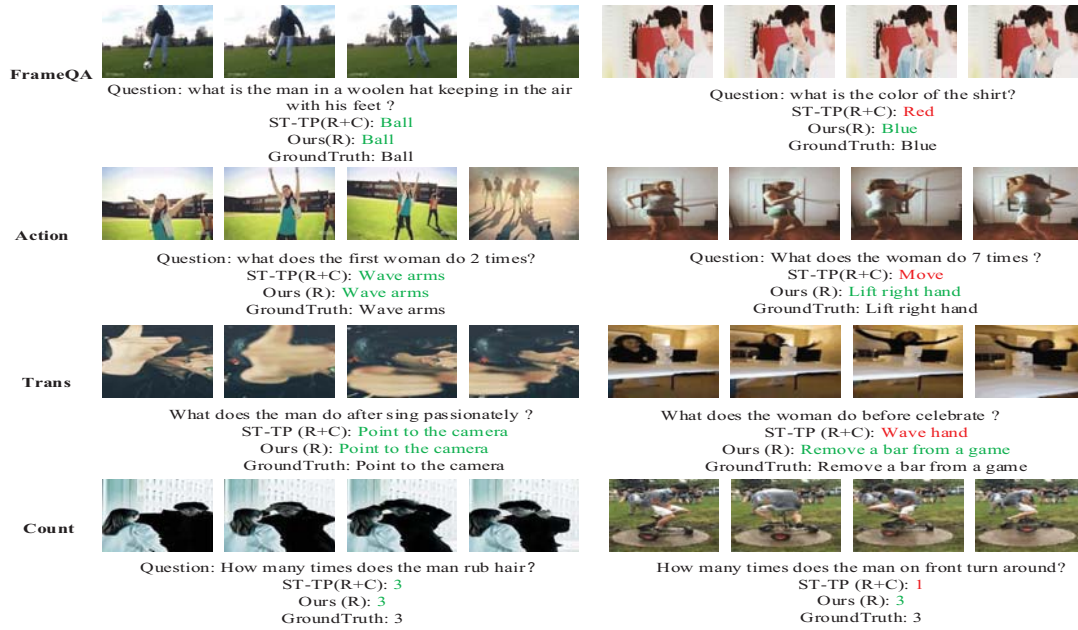 FrameQA
Question: what is the man in a woolen hat keeping in the air
with his feet ?
ST-TP(R+C): Ball
Ours(R): Ball
GroundTruth: Ball
Question: what is the color of the shirt?
ST-TP(R+C): Red
Ours(R): Blue
GroundTruth: Blue
Action
Question: what does the first woman do 2 times?
ST-TP(R+C): Wave arms
Ours (R): Wave arms
GroundTruth: Wave arms
Question: What does the woman do 7 times ?
ST-TP(R+C): Move
Ours (R): Lift right hand
GroundTruth: Lift right hand
Trans
What does the man do after sing passionately ?
ST-TP (R+C): Point to the camera
Ours (R): Point to the camera
GroundTruth: Point to the camera
What does the woman do before celebrate ?
ST-TP (R+C): Wave hand
Ours (R): Remove a bar from a game
GroundTruth: Remove a bar from a game
Count
Question: How many times does the man rub hair?
ST-TP(R+C): 3
Ours (R): 3
GroundTruth: 3
How many times does the man on front turn around?
ST-TP (R+C): 1
Ours (R): 3
GroundTruth: 3